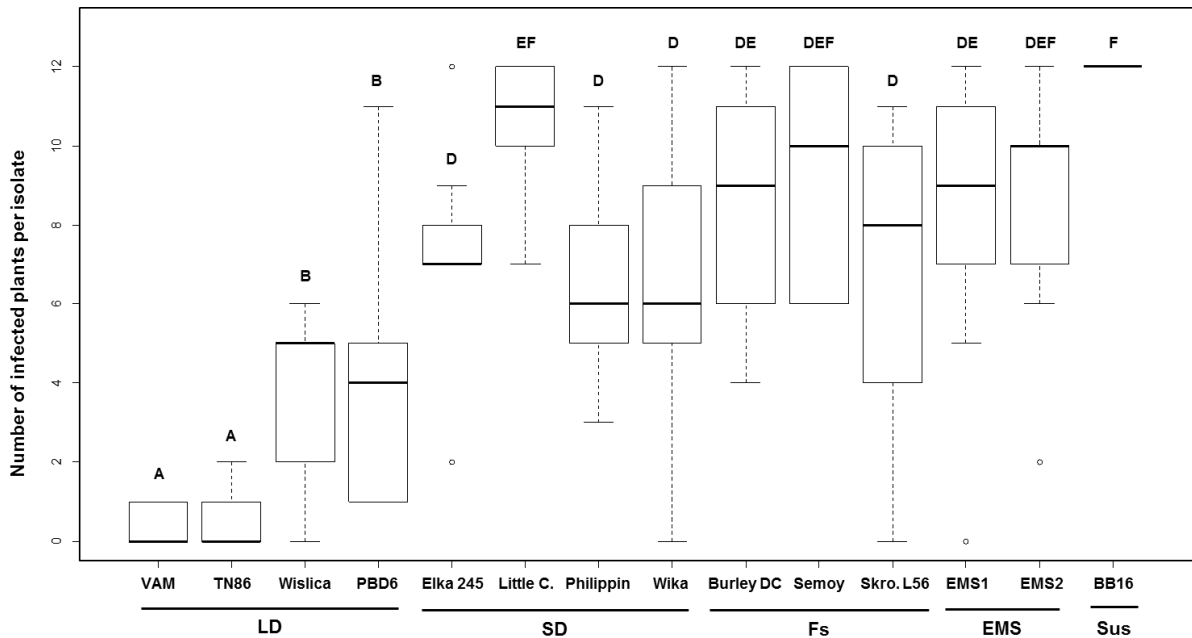 Number of infected plants per isolate
12
10
8
6
4
2
0
A
A
B
B
D
EF
D
D
DE
DEF
D
DE
DEF
F
VAM TN86 Wislica PBD6 Elka 245 Little C. Philippin Wika Burley DC Semoy Skro. L56 EMS1 EMS2 BB16
LD SD Fs EMS Sus